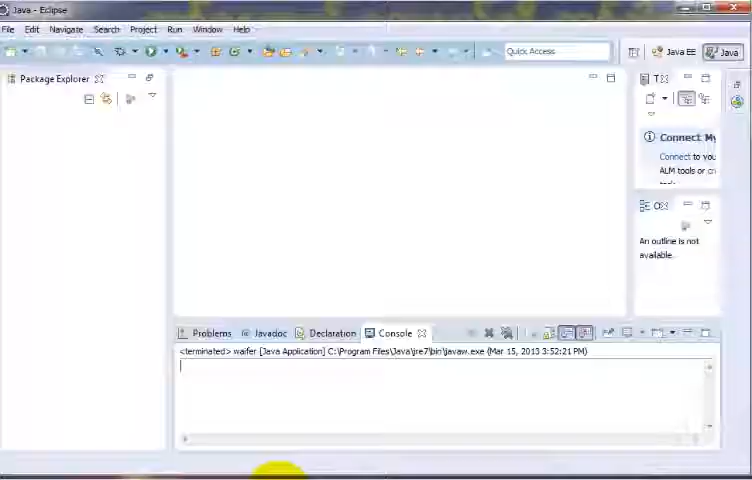 Java - Eclipse
File Edit Navigate Search Project Run Window Help
Quick Access
Java EE
Java
Package Explorer
Connect My
Connect to you
ALM tools or cr
An outline is not
available.
Problems @ Javadoc Declaration Console
<terminated> waifer [Java Application] C:\Program Files\Java\jre7\bin\javaw.exe (Mar 15, 2013 3:52:21 PM)